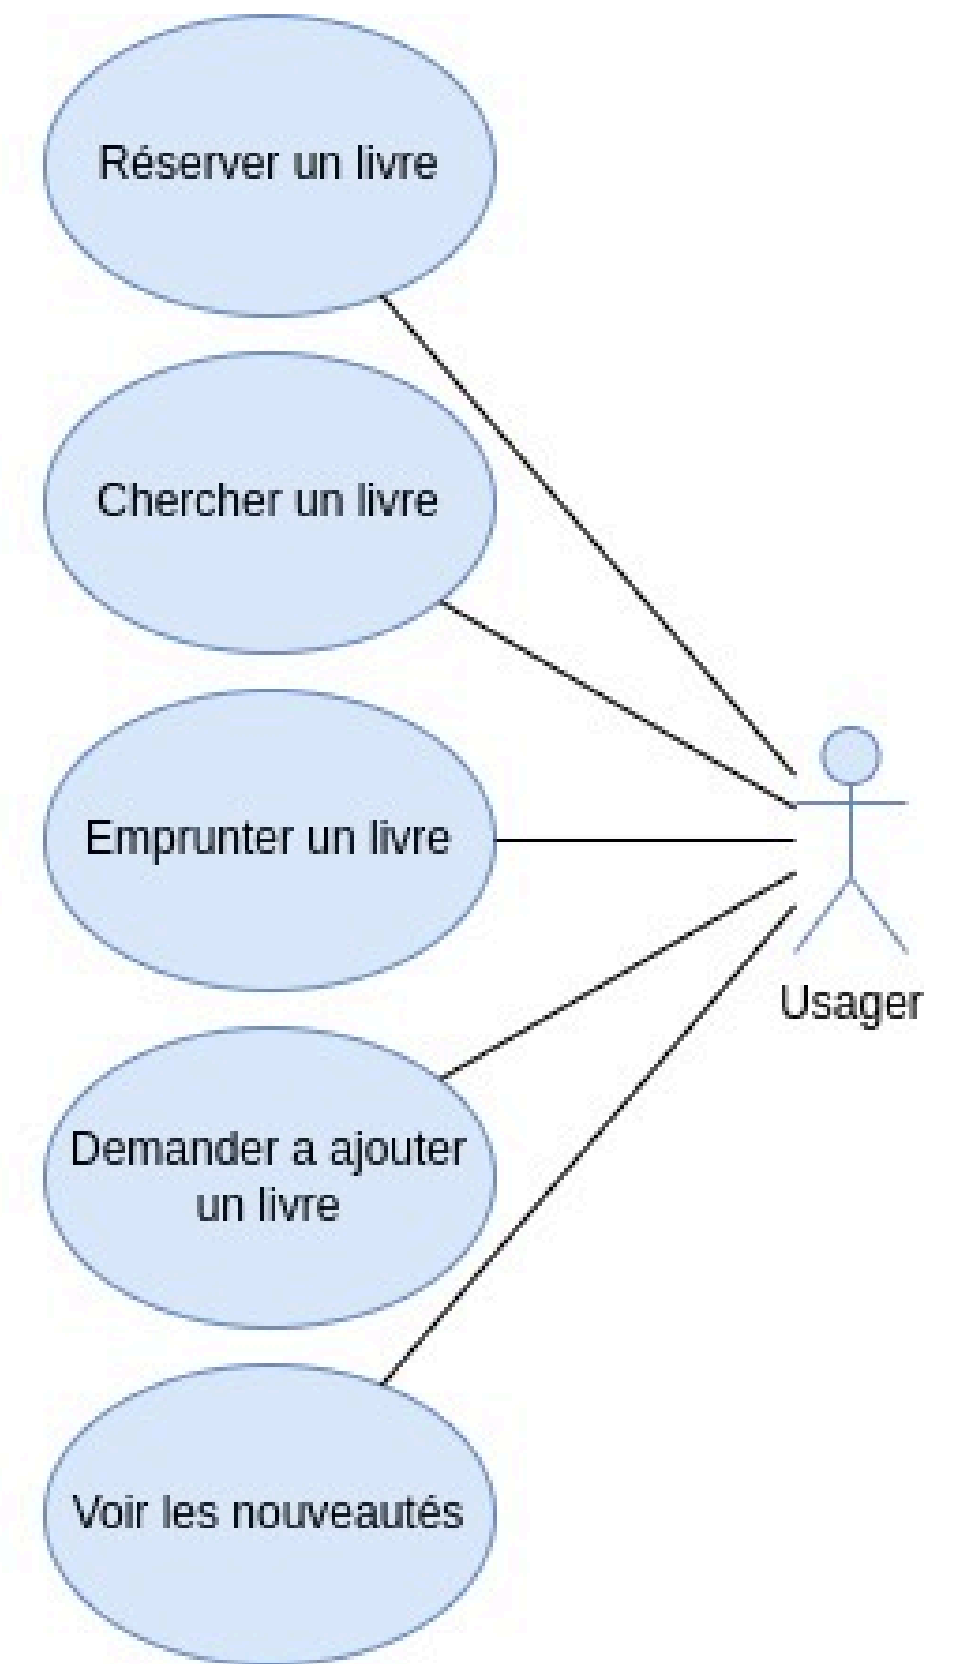 Réserver un livre
Chercher un livre
Emprunter un livre
Usager
Demander a ajouter
un livre
Voir les nouveautés